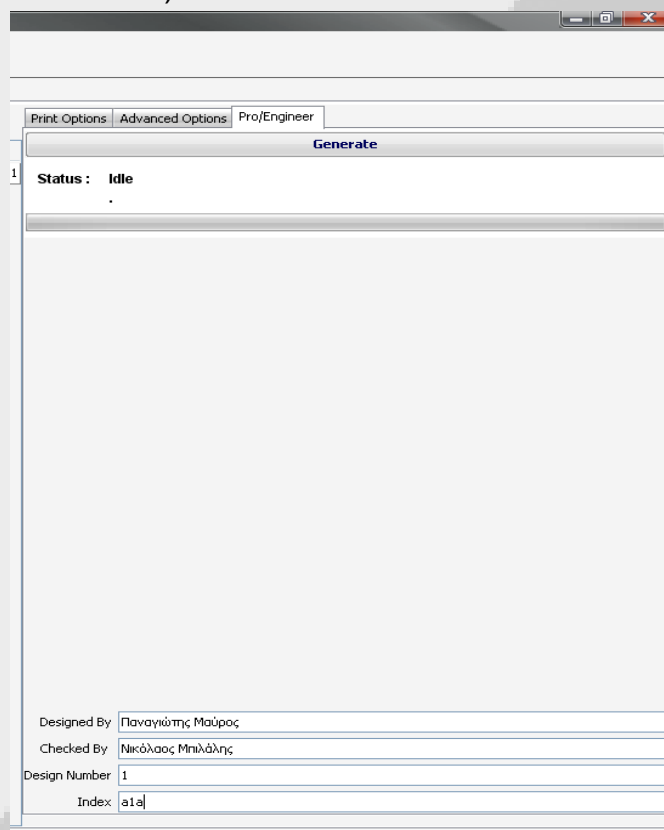 Print Options Advanced Options Pro/Engineer
Generate
1
Status : Idle
.
Designed By Παναγιώτης Μαύρος
Checked By Νικόλαος Μπιλάλης
Design Number 1
Index a1a